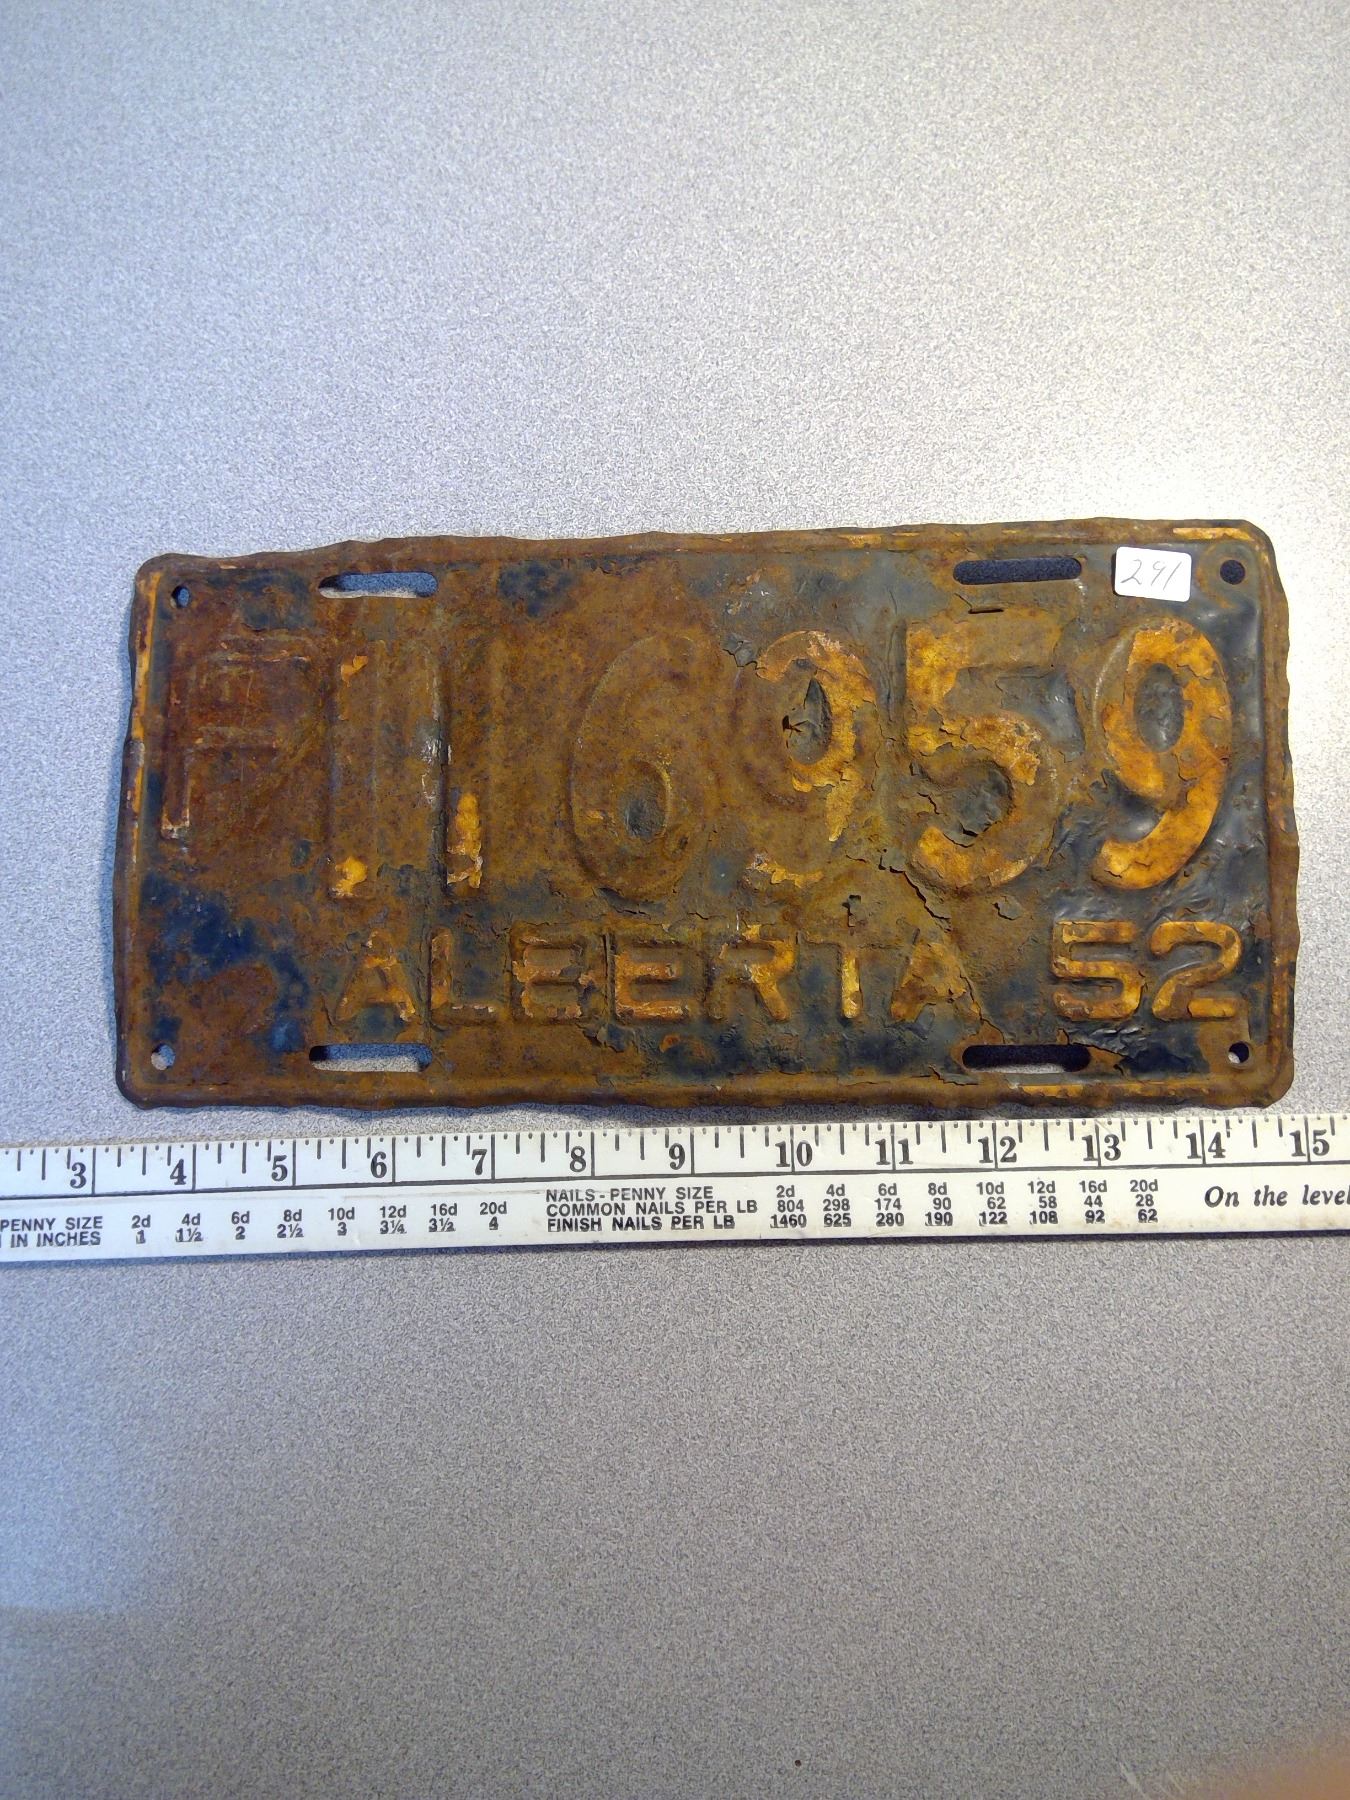 291
116959
ALBERTA 52
3 4 5 6 7 8 9 10 11 12 13 14 15
PENNY SIZE 2d 4d 6d 8d 10d 12d 16d 20d
IN INCHES 1 1½ 2 2½ 3 3¼ 3½ 4
NAILS - PENNY SIZE 2d 4d 6d 8d 10d 12d 16d 20d
COMMON NAILS PER LB 804 298 174 90 62 58 44 28
FINISH NAILS PER LB 1460 625 280 190 122 108 92 62
On the level